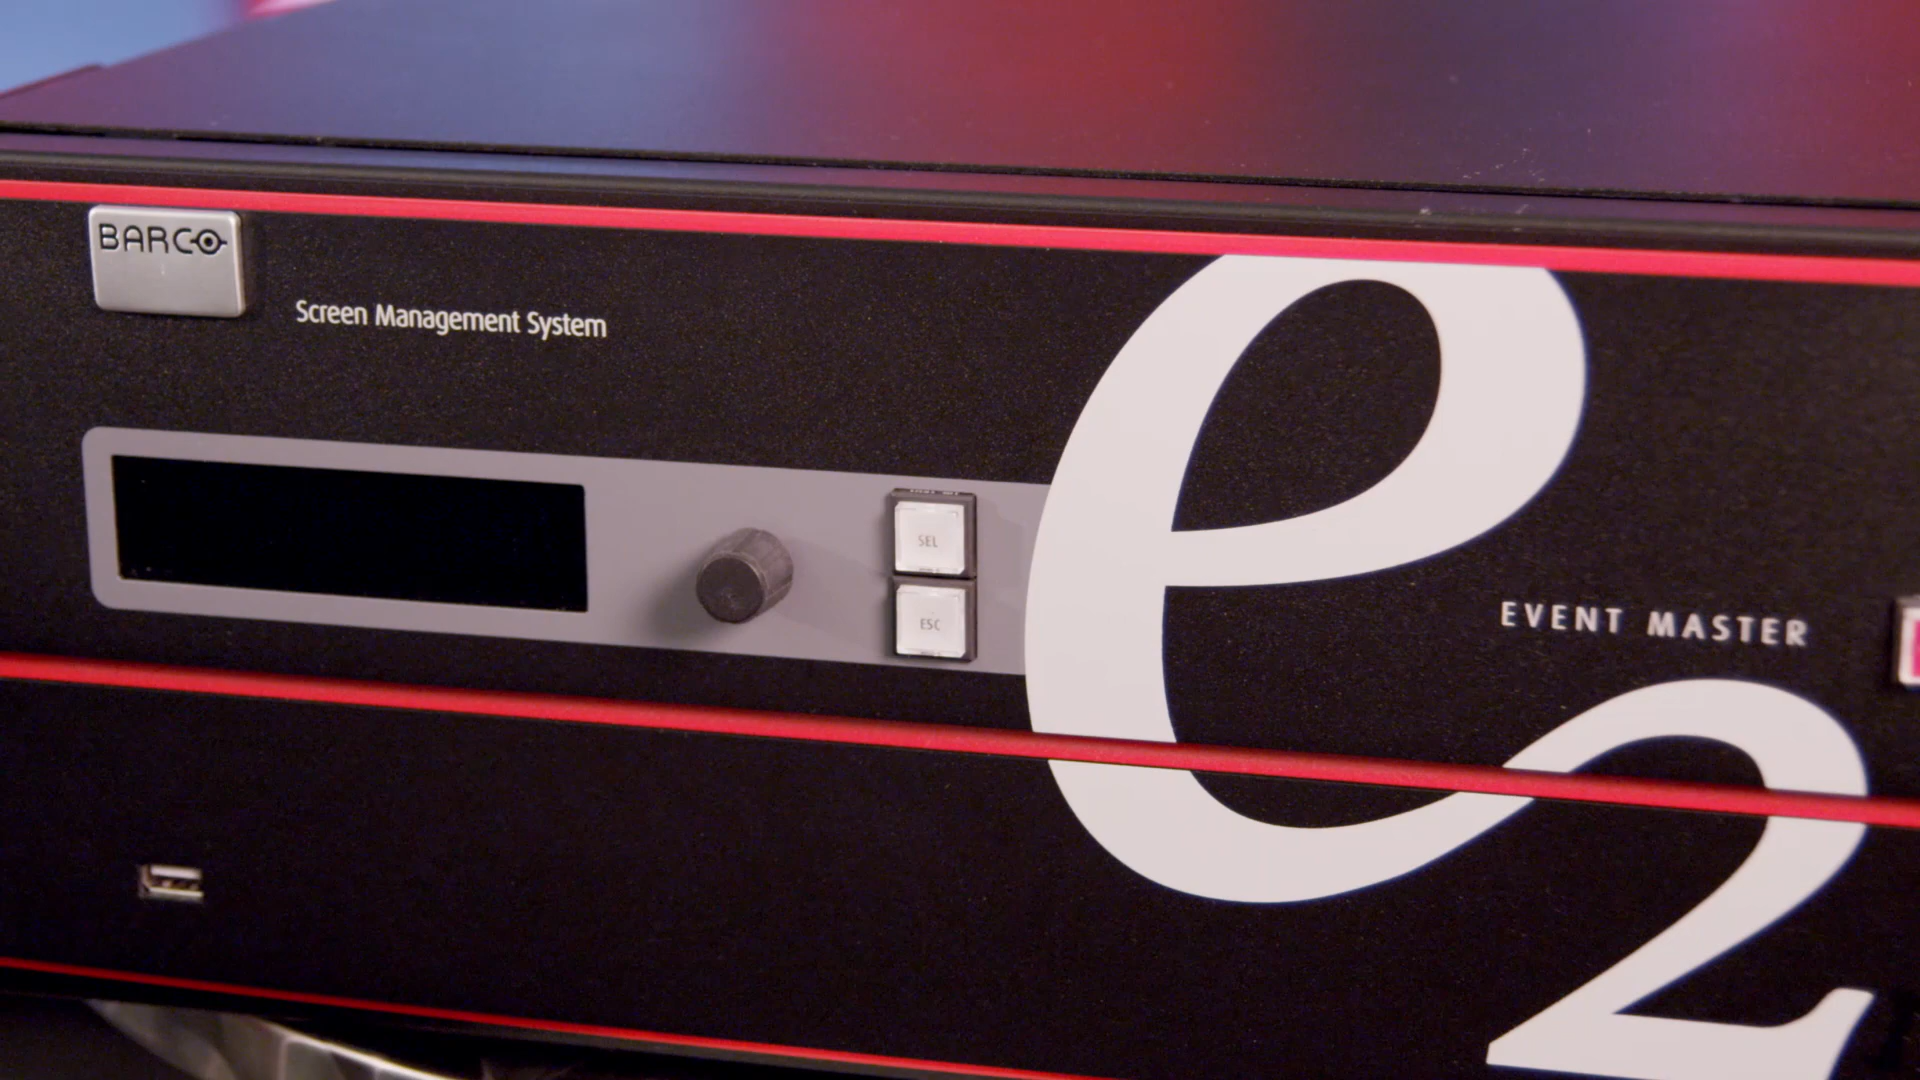 BARCO
Screen Management System
e2
SEL
ESC
EVENT MASTER